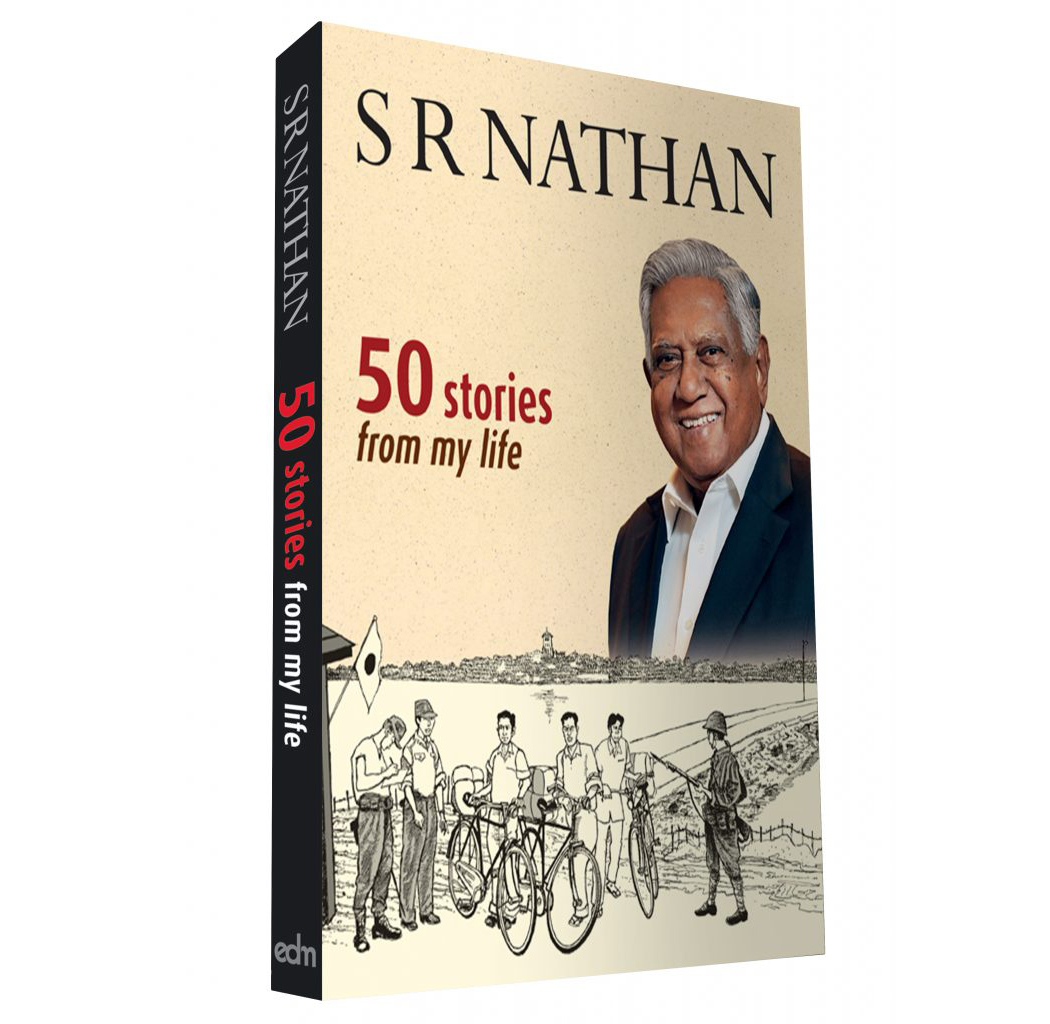 S R NATHAN
50 stories
from my life
S R NATHAN 50 stories from my life
edm